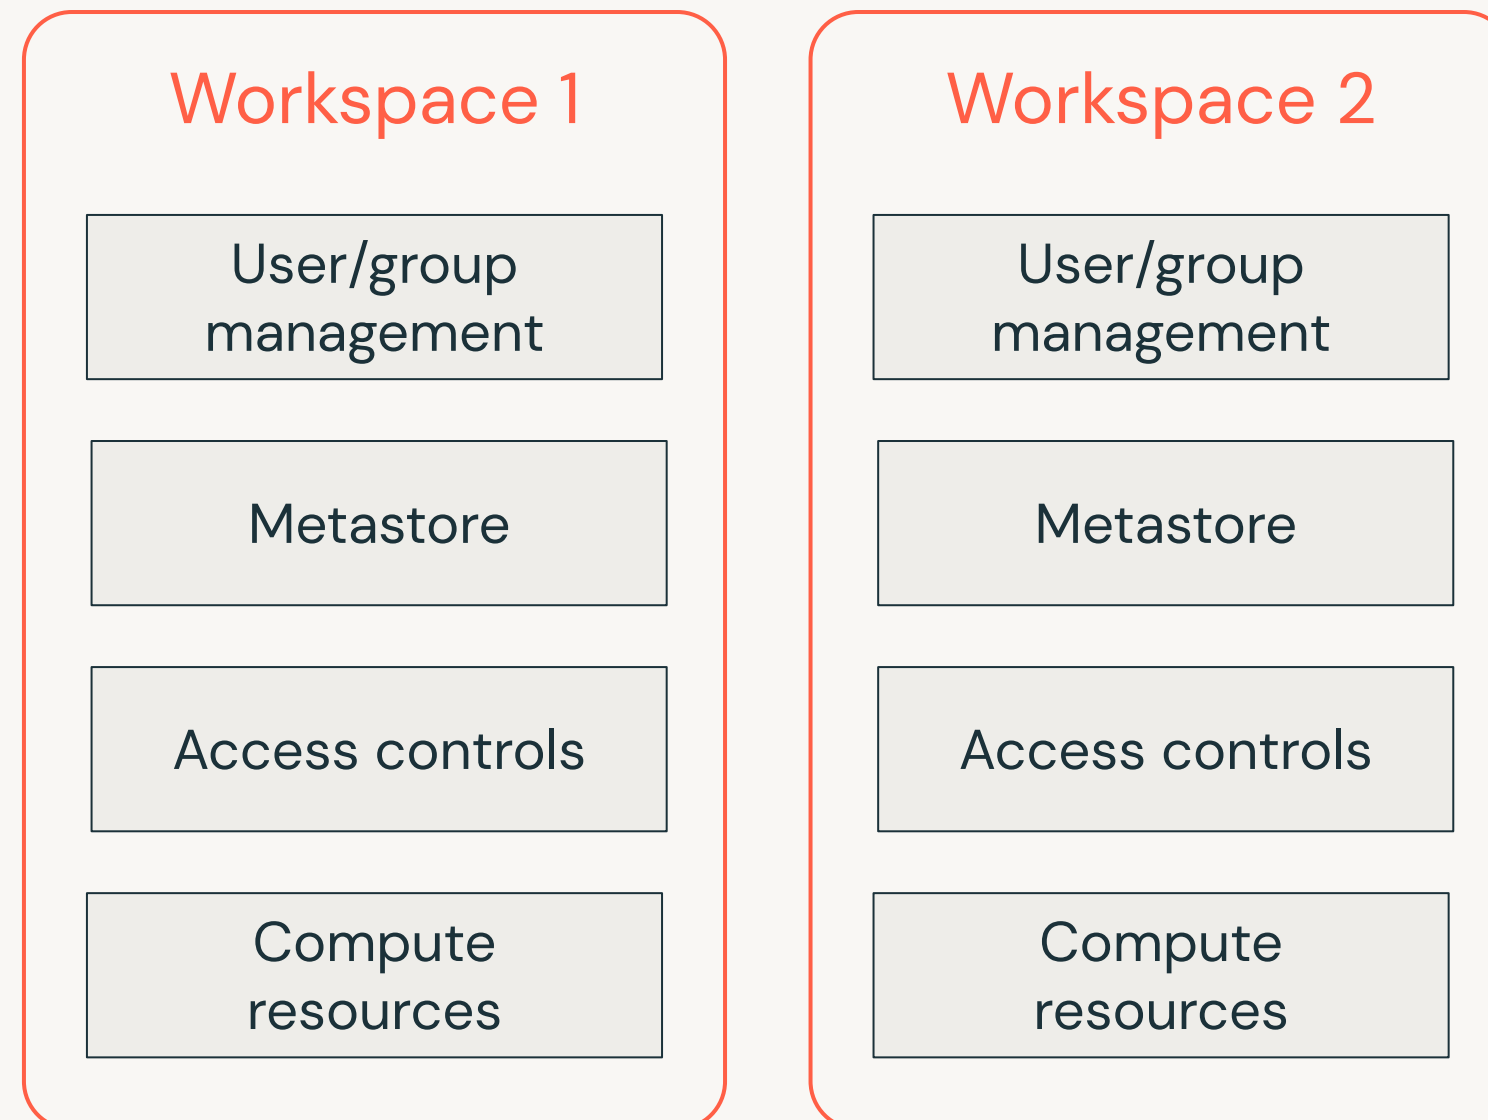 Workspace 1
User/group
management
Metastore
Access controls
Compute
resources
Workspace 2
User/group
management
Metastore
Access controls
Compute
resources